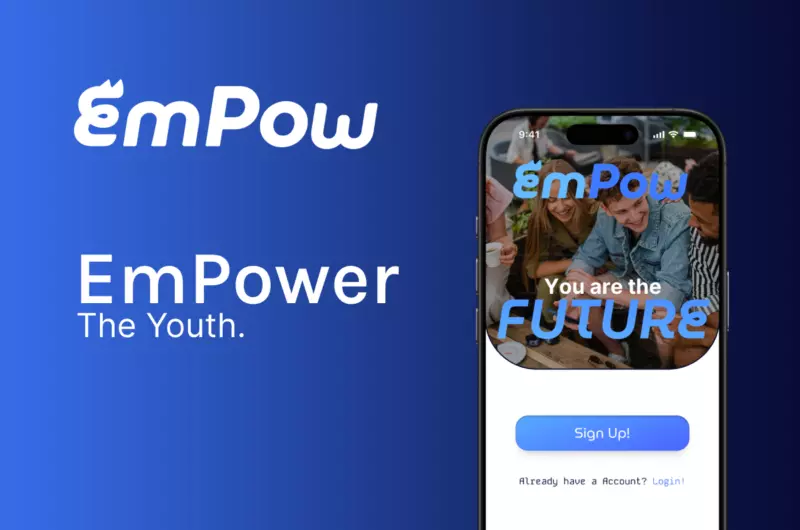 EmPow
EmPower
The Youth.
9:41
EmPow
You are the
FUTURE
Sign Up!
Already have a Account? Login!